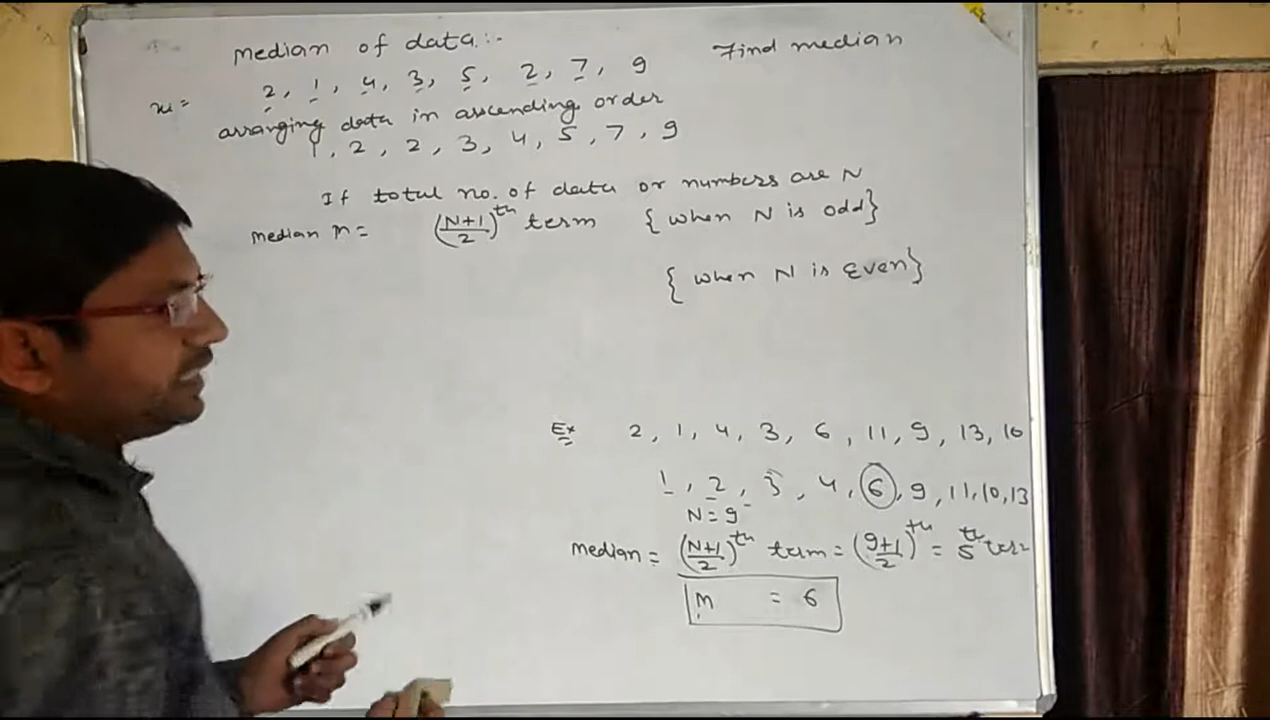 median of data:-
Find median
x = 2, 1, 4, 3, 5, 2, 7, 9
arranging data in ascending order
1, 2, 2, 3, 4, 5, 7, 9
If total no. of data or numbers are N
median m = (N+1/2)th term {when N is odd}
{when N is Even}
Ex 2, 1, 4, 3, 6, 11, 9, 13, 10
1, 2, 3, 4, 6, 9, 11, 10, 13
N = 9
median = (N+1/2)th term = (9+1/2)th = 5th term
m = 6